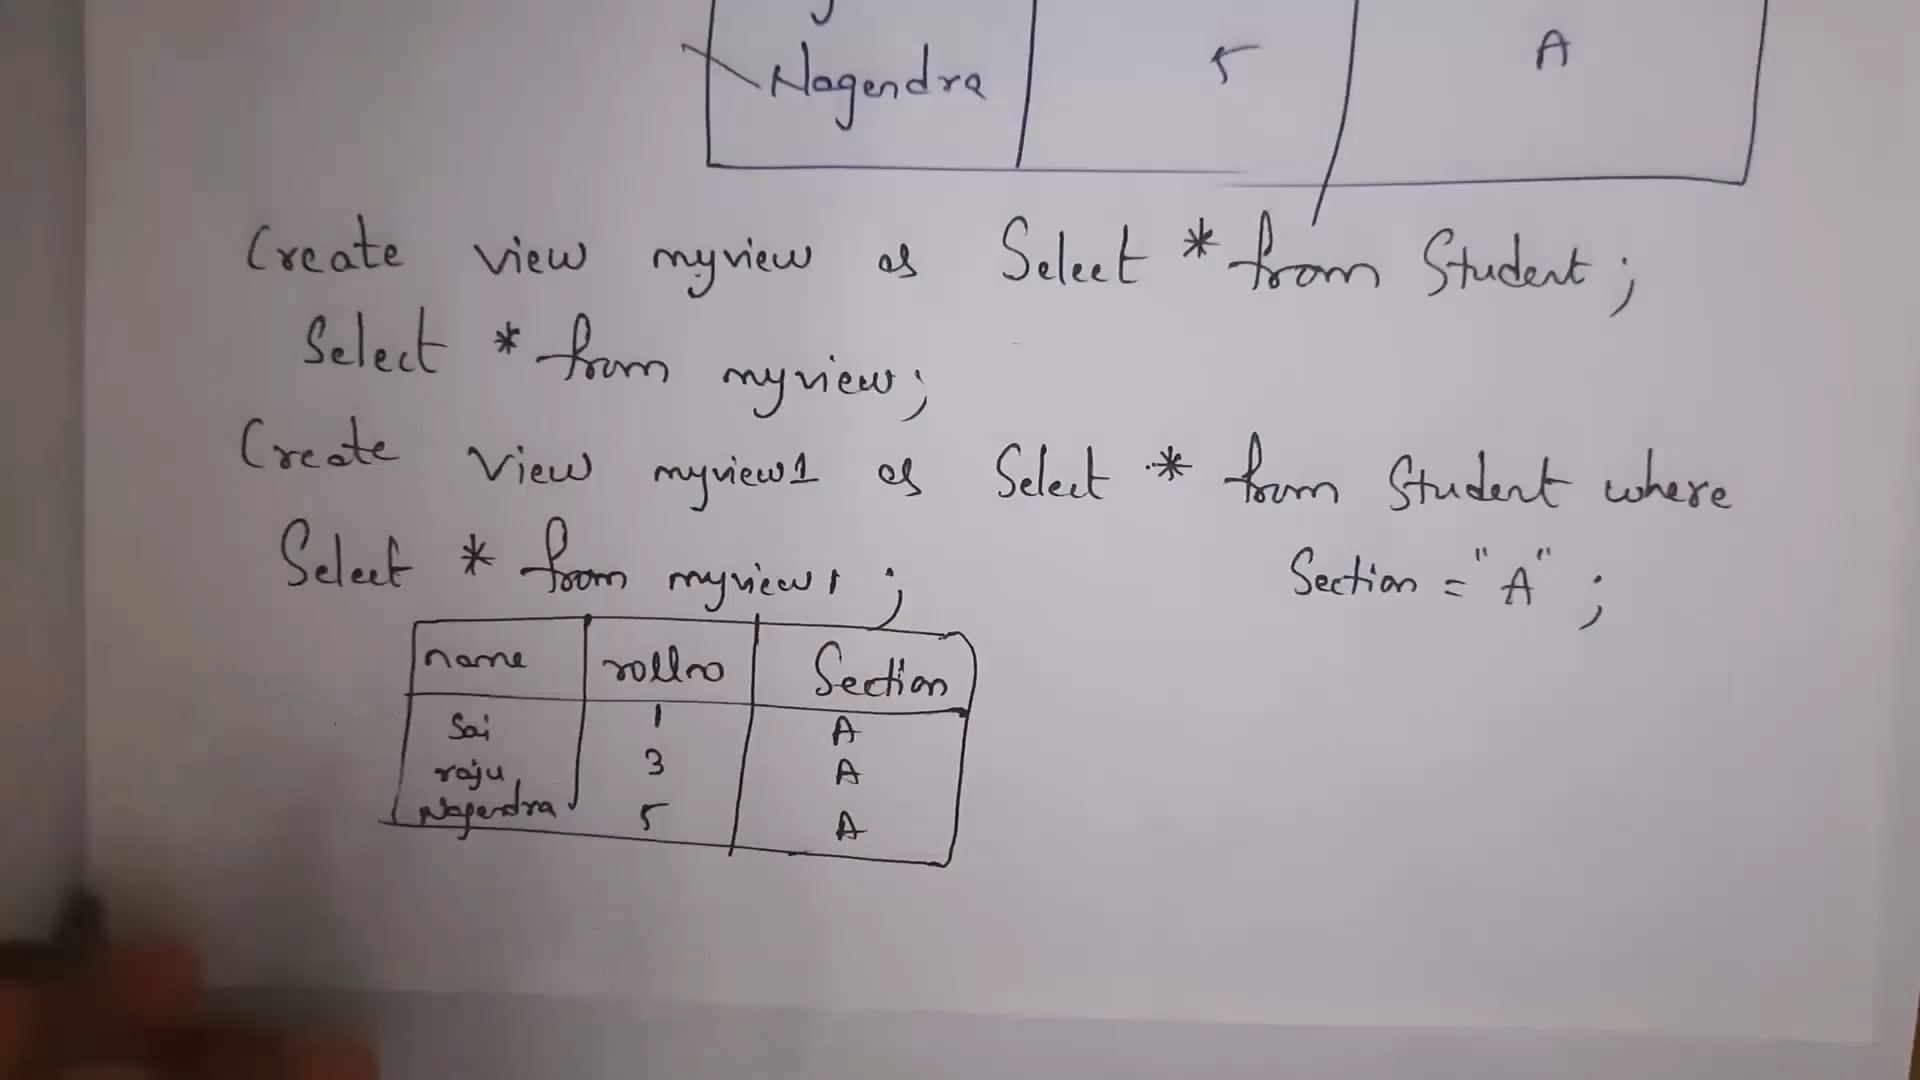 Nagendra 5 A
Create view myview as Select * from Student;
Select * from myview;
Create view myview1 as Select * from Student where
Section = "A" ;
Select * from myview1 ;
name rollno Section
Sai 1 A
raju 3 A
Nagendra 5 A